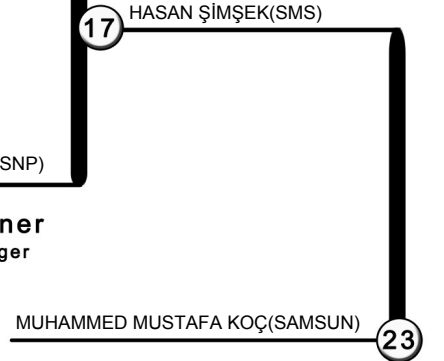 17
HASAN ŞİMŞEK(SMS)
SNP)
ner
ger
MUHAMMED MUSTAFA KOÇ(SAMSUN)
23